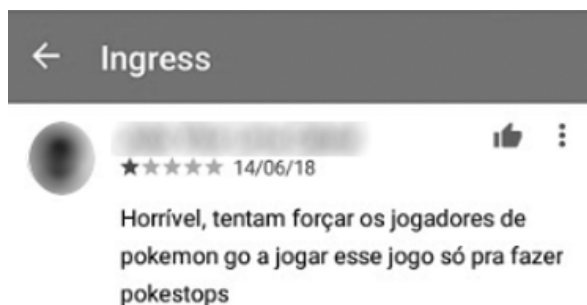 Ingress
14/06/18
Horrível, tentam forçar os jogadores de
pokemon go a jogar esse jogo só pra fazer
pokestops